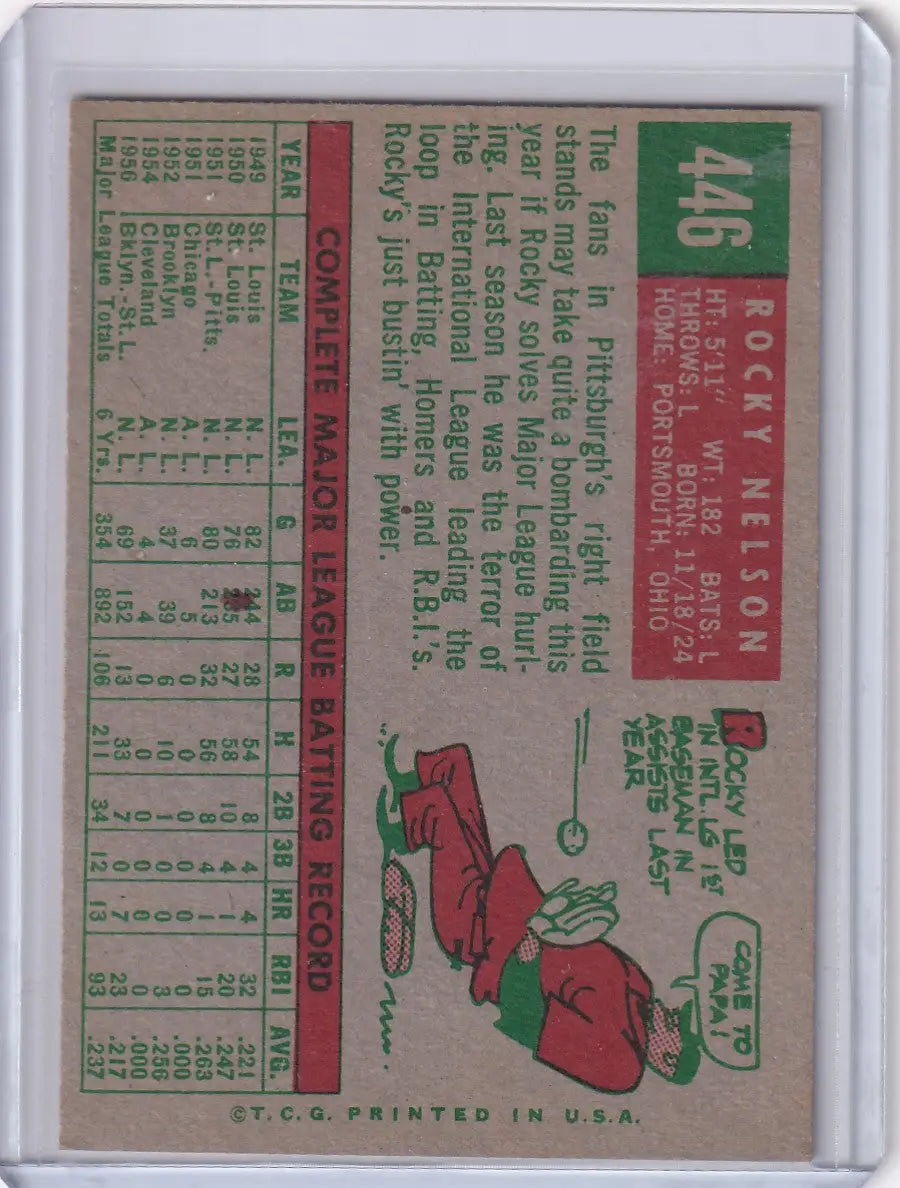 446
ROCKY NELSON
HT: 5'11" WT: 182 BATS: L
THROWS: L BORN: 11/18/24
HOME: PORTSMOUTH, OHIO
The fans in Pittsburgh's right field
stands may take quite a bombarding this
year if Rocky solves Major League hurl-
ing. Last season he was the terror of
the International League leading the
loop in Batting, Homers and R.B.I.'s.
Rocky's just bustin' with power.
ROCKY LED
IN INTL. LG 1ST
BASEMAN IN
ASSISTS LAST
YEAR
COME TO
PAPA!
COMPLETE MAJOR LEAGUE BATTING RECORD
YEAR TEAM LEA. G AB R H 2B 3B HR RBI AVG.
1949 St. Louis N. L. 82 244 28 54 8 4 4 32 .221
1950 St. Louis N. L. 76 27 58 10 4 1 20 .247
1951 St.L.-Pitts. N. L. 80 213 32 56 8 4 1 15 .263
1951 Chicago A. L. 6 5 0 0 0 0 0 0 .000
1952 Brooklyn N. L. 37 39 6 10 1 0 0 3 .256
1954 Cleveland A. L. 4 4 0 0 0 0 0 0 .000
1956 Bklyn.-St.L. N. L. 69 152 13 33 7 0 7 23 .217
Major League Totals 6 Yrs. 354 892 106 211 34 12 13 93 .237
©T.C.G. PRINTED IN U.S.A.